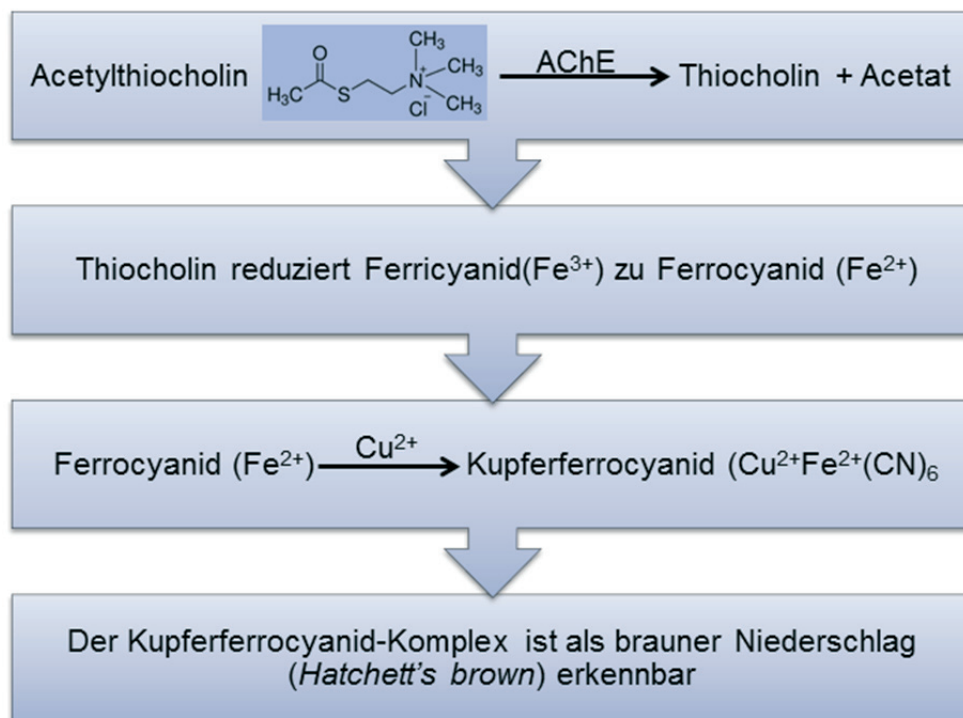 Acetylthiocholin
O
H₃C
S
N⁺
CH₃
CH₃
CH₃
Cl⁻
AChE
Thiocholin + Acetat
Thiocholin reduziert Ferricyanid(Fe³⁺) zu Ferrocyanid (Fe²⁺)
Ferrocyanid (Fe²⁺)
Cu²⁺
Kupferferrocyanid (Cu²⁺Fe²⁺(CN)₆
Der Kupferferrocyanid-Komplex ist als brauner Niederschlag
(Hatchett's brown) erkennbar